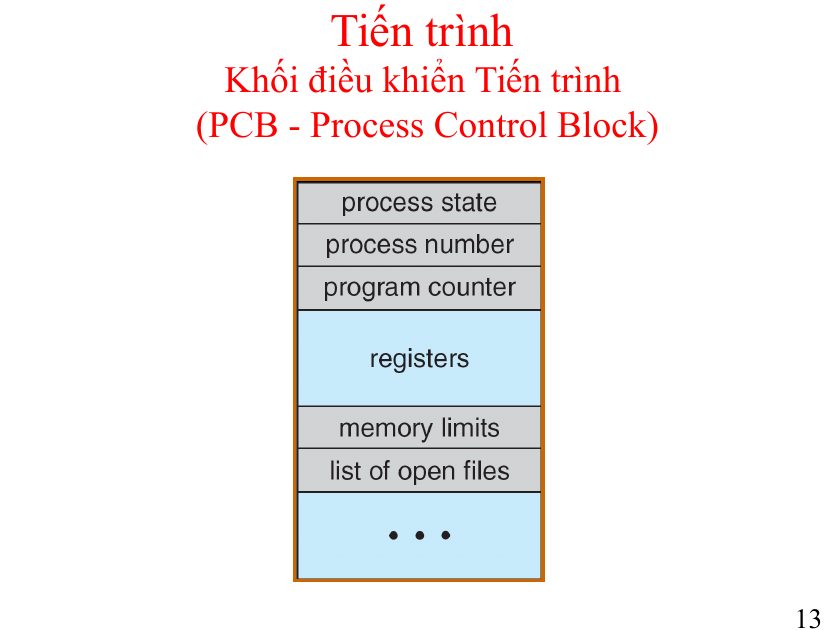 Tiến trình
Khối điều khiển Tiến trình
(PCB - Process Control Block)
process state
process number
program counter
registers
memory limits
list of open files
• • •
13